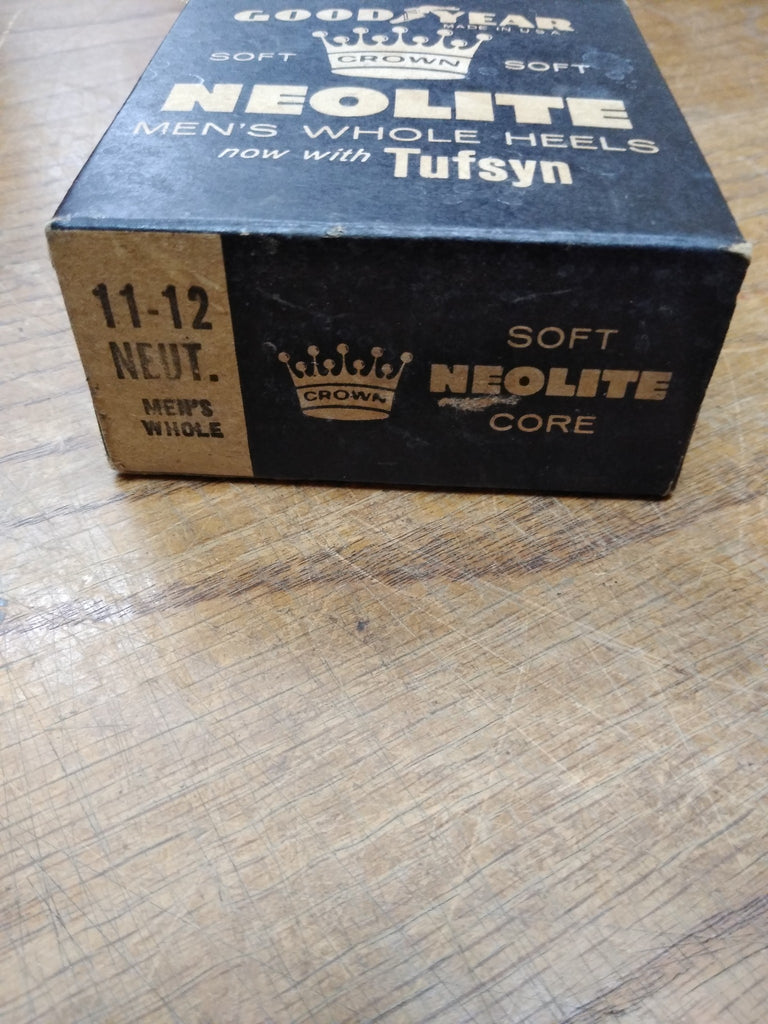 GOODYEAR
MADE IN U.S.A.
SOFT CROWN SOFT
NEOLITE
MEN'S WHOLE HEELS
now with Tufsyn
11-12
NEUT.
MEN'S
WHOLE
CROWN
SOFT
NEOLITE
CORE